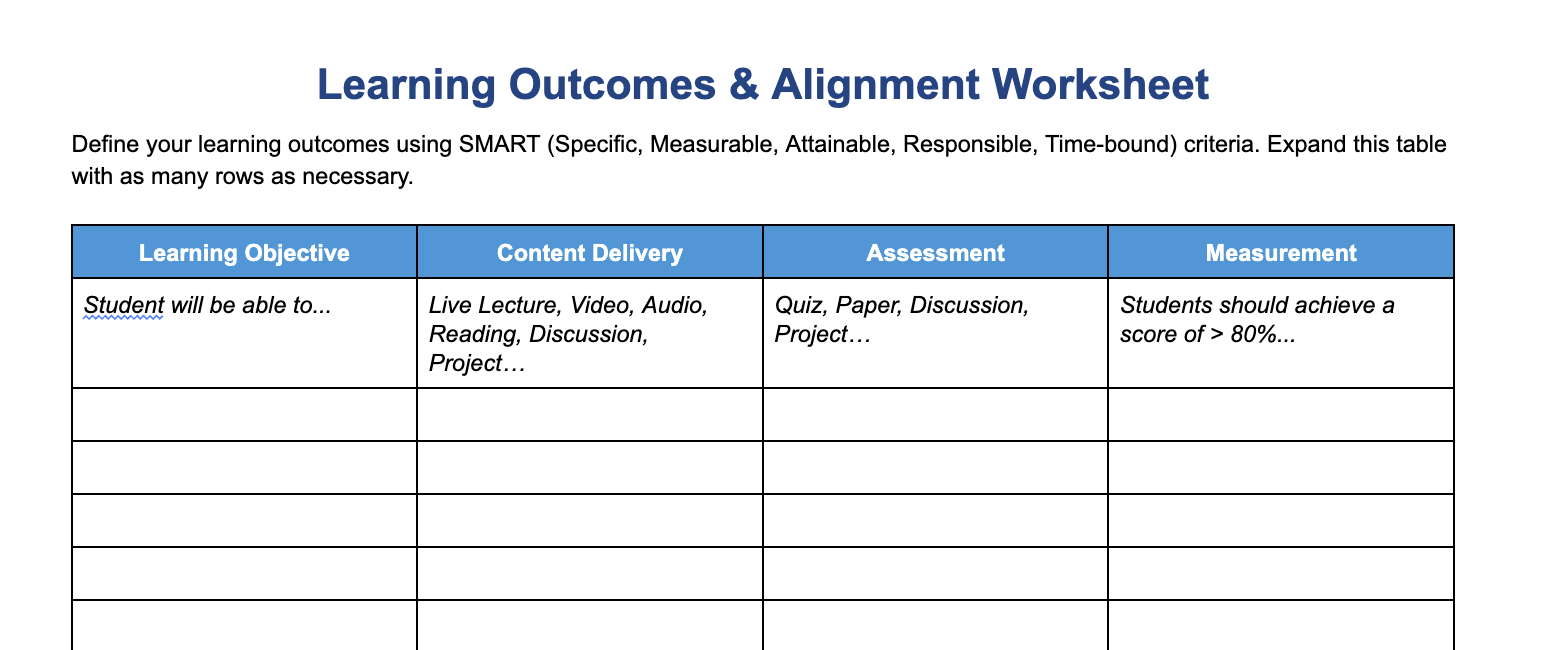 Learning Outcomes & Alignment Worksheet
Define your learning outcomes using SMART (Specific, Measurable, Attainable, Responsible, Time-bound) criteria. Expand this table
with as many rows as necessary.
Learning Objective
Content Delivery
Assessment
Measurement
Student will be able to...
Live Lecture, Video, Audio,
Reading, Discussion,
Project…
Quiz, Paper, Discussion,
Project…
Students should achieve a
score of > 80%...